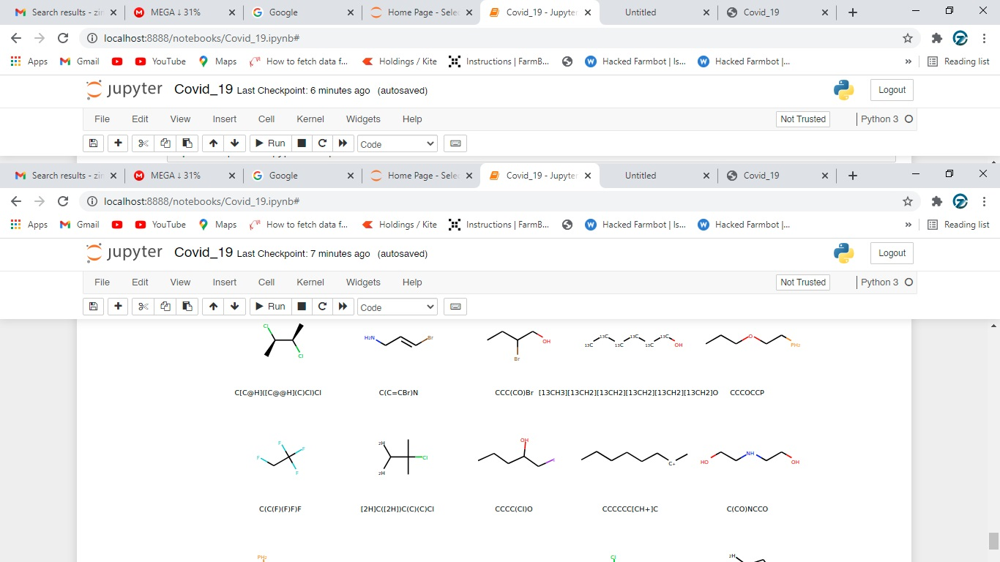 Search results - zin MEGA ↓ 31% Google Home Page - Selec Covid_19 - Jupyter Untitled Covid_19
localhost:8888/notebooks/Covid_19.ipynb#
Apps Gmail YouTube Maps How to fetch data f... Holdings / Kite Instructions | FarmB... Hacked Farmbot | Is... Hacked Farmbot |... » Reading list
jupyter Covid_19 Last Checkpoint: 6 minutes ago (autosaved) Logout
File Edit View Insert Cell Kernel Widgets Help Not Trusted Python 3
Run Code
Search results - zin MEGA ↓ 31% Google Home Page - Selec Covid_19 - Jupyter Untitled Covid_19
localhost:8888/notebooks/Covid_19.ipynb#
Apps Gmail YouTube Maps How to fetch data f... Holdings / Kite Instructions | FarmB... Hacked Farmbot | Is... Hacked Farmbot |... » Reading list
jupyter Covid_19 Last Checkpoint: 7 minutes ago (autosaved) Logout
File Edit View Insert Cell Kernel Widgets Help Not Trusted Python 3
Run Code
Cl Cl H2N Br OH Br 13C 13C 13C 13C 13C 13C OH O PH2
C[C@H]([C@@H](C)Cl)Cl C(C=CBr)N CCC(CO)Br [13CH3][13CH2][13CH2][13CH2][13CH2][13CH2]O CCCOCCP
F F F F 2H 2H Cl OH I C+ HO NH OH
C(C(F)(F)F)F [2H]C([2H])C(C)(C)Cl CCCC(CI)O CCCCCC[CH+]C C(CO)NCCO
PH2 Cl 2H